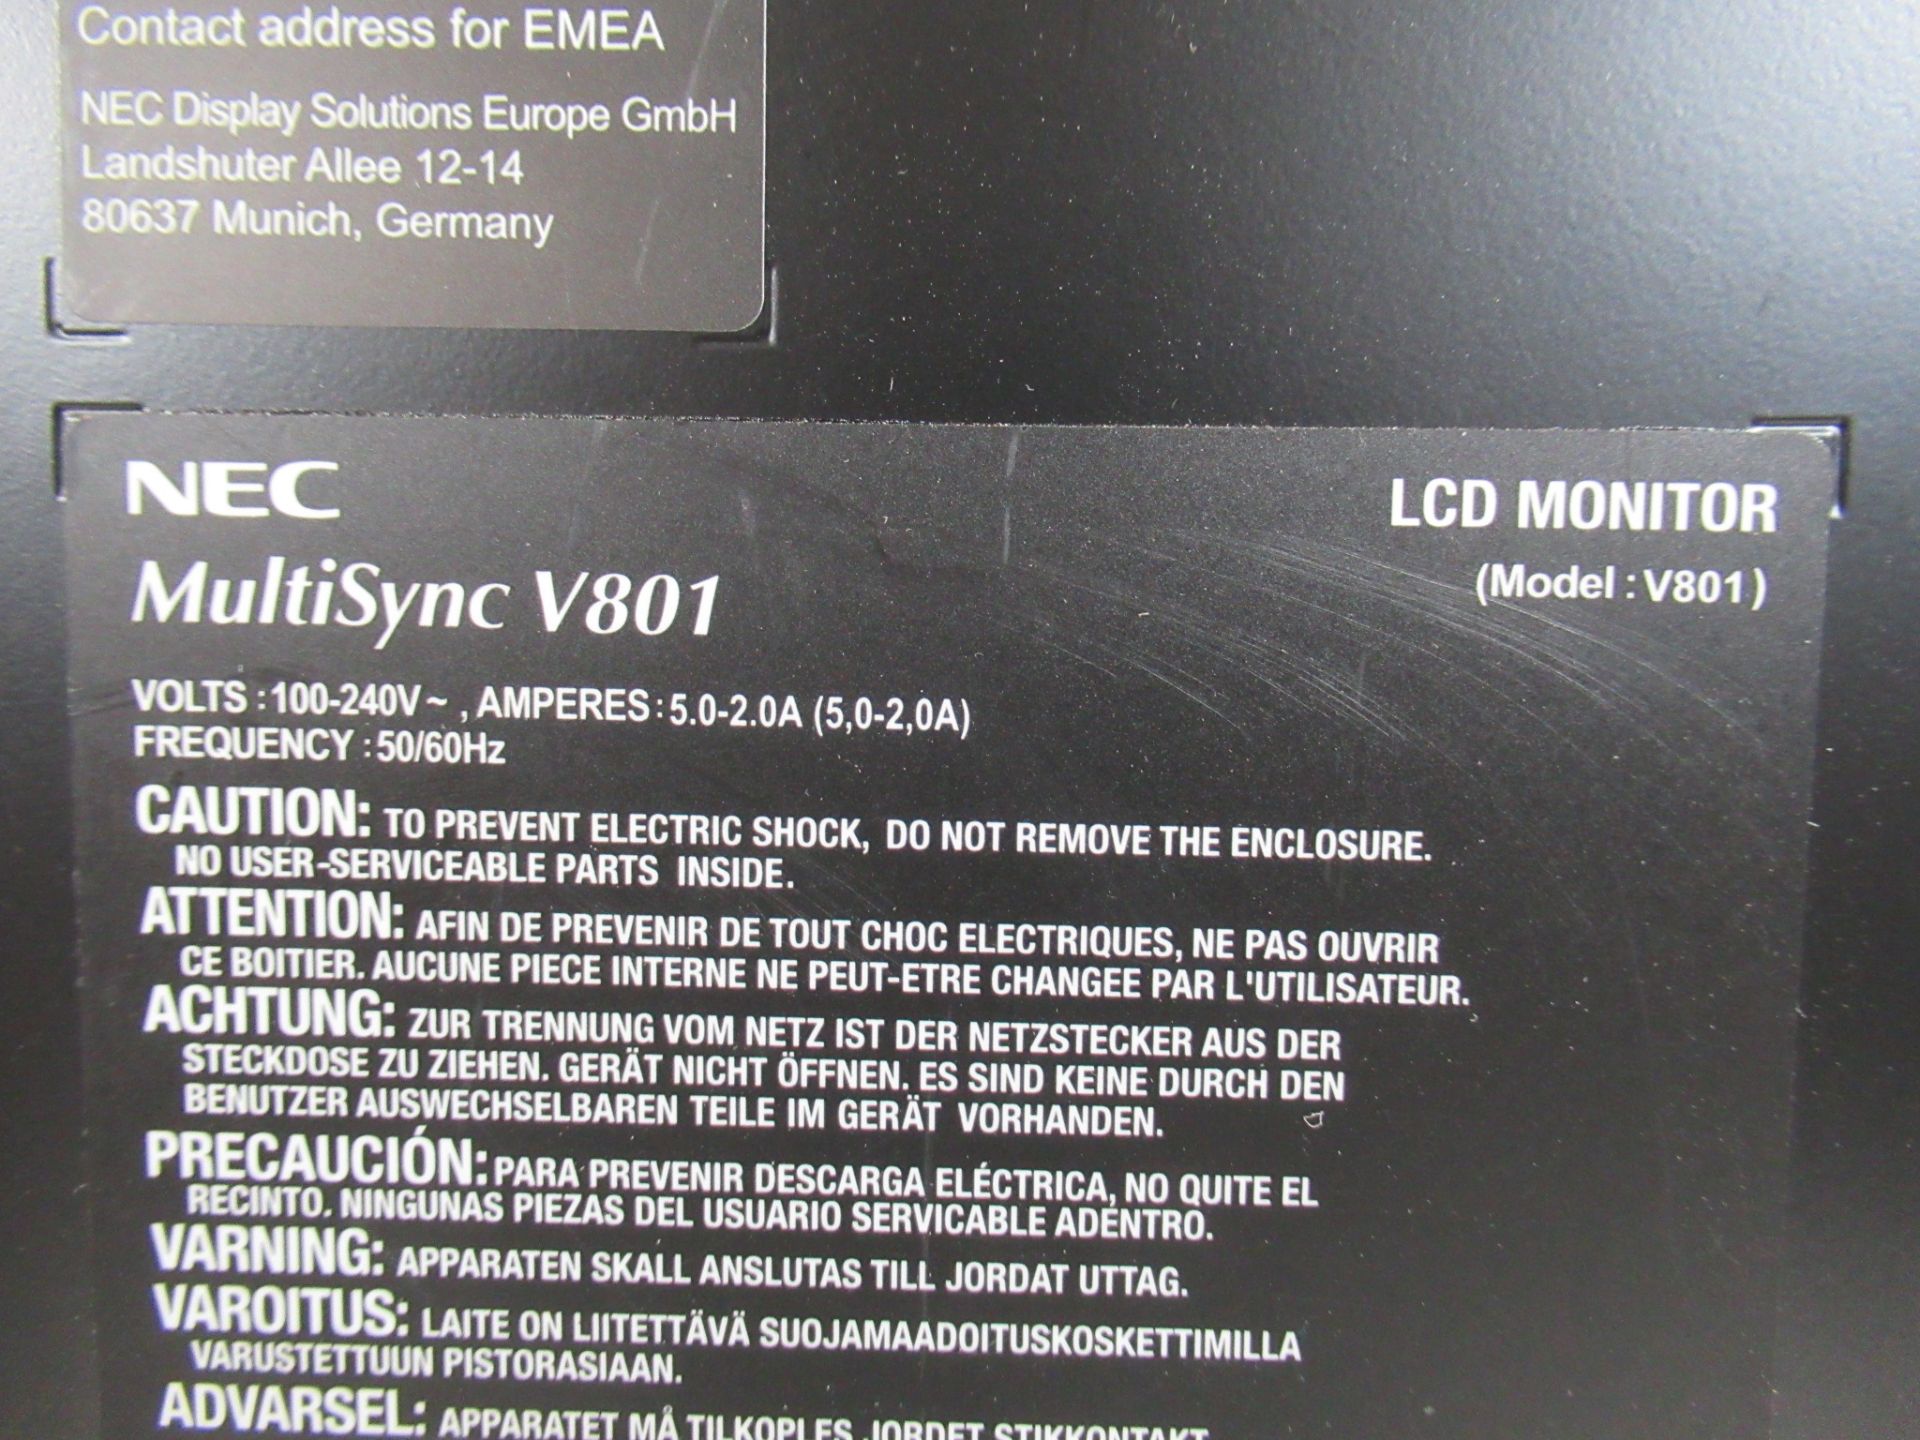 Contact address for EMEA
NEC Display Solutions Europe GmbH
Landshuter Allee 12-14
80637 Munich, Germany
NEC
LCD MONITOR
MultiSync V801
(Model : V801)
VOLTS : 100-240V~ , AMPERES : 5.0-2.0A (5,0-2,0A)
FREQUENCY : 50/60Hz
CAUTION: TO PREVENT ELECTRIC SHOCK, DO NOT REMOVE THE ENCLOSURE.
NO USER-SERVICEABLE PARTS INSIDE.
ATTENTION: AFIN DE PREVENIR DE TOUT CHOC ELECTRIQUES, NE PAS OUVRIR
CE BOITIER. AUCUNE PIECE INTERNE NE PEUT-ETRE CHANGEE PAR L'UTILISATEUR.
ACHTUNG: ZUR TRENNUNG VOM NETZ IST DER NETZSTECKER AUS DER
STECKDOSE ZU ZIEHEN. GERÄT NICHT ÖFFNEN. ES SIND KEINE DURCH DEN
BENUTZER AUSWECHSELBAREN TEILE IM GERÄT VORHANDEN.
PRECAUCIÓN: PARA PREVENIR DESCARGA ELÉCTRICA, NO QUITE EL
RECINTO. NINGUNAS PIEZAS DEL USUARIO SERVICABLE ADENTRO.
VARNING: APPARATEN SKALL ANSLUTAS TILL JORDAT UTTAG.
VAROITUS: LAITE ON LIITETTÄVÄ SUOJAMAADOITUSKOSKETTIMILLA
VARUSTETTUUN PISTORASIAAN.
ADVARSEL: APPARATET MÅ TILKOPLES JORDET STIKKONTAKT